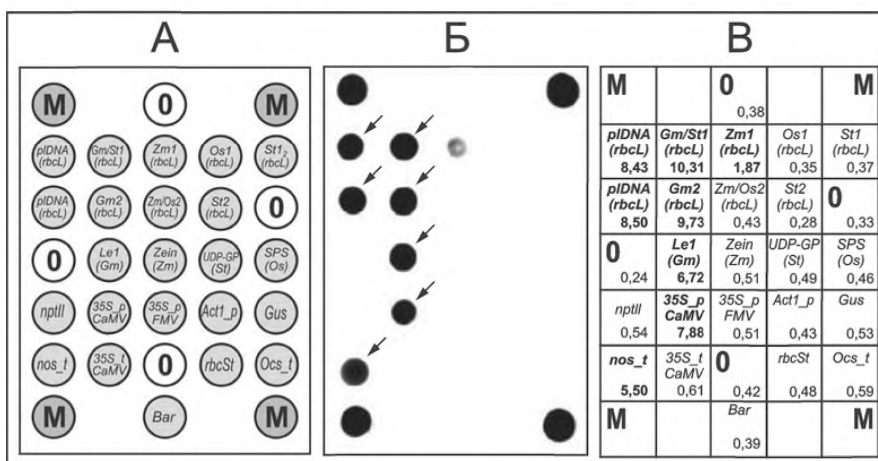 А
Б
В
M 0 M
plDNA (rbcL) Gm/St1 (rbcL) Zm1 (rbcL) Os1 (rbcL) St1₂ (rbcL)
plDNA (rbcL) Gm2 (rbcL) Zm/Os2 (rbcL) St2 (rbcL) 0
0 Le1 (Gm) Zein (Zm) UDP-GP (St) SPS (Os)
nptII 35S_p CaMV 35S_p FMV Act1_p Gus
nos_t 35S_t CaMV 0 rbcSt Ocs_t
M Bar M
M 0 M
0,38
plDNA Gm/St1 Zm1 Os1 St1
(rbcL) (rbcL) (rbcL) (rbcL) (rbcL)
8,43 10,31 1,87 0,35 0,37
plDNA Gm2 Zm/Os2 St2 0
(rbcL) (rbcL) (rbcL) (rbcL)
8,50 9,73 0,43 0,28 0,33
0 Le1 Zein UDP-GP SPS
(Gm) (Zm) (St) (Os)
0,24 6,72 0,51 0,49 0,46
nptII 35S_p 35S_p Act1_p Gus
CaMV FMV
0,54 7,88 0,51 0,43 0,53
nos_t 35S_t 0 rbcSt Ocs_t
CaMV
5,50 0,61 0,42 0,48 0,59
M Bar M
0,39